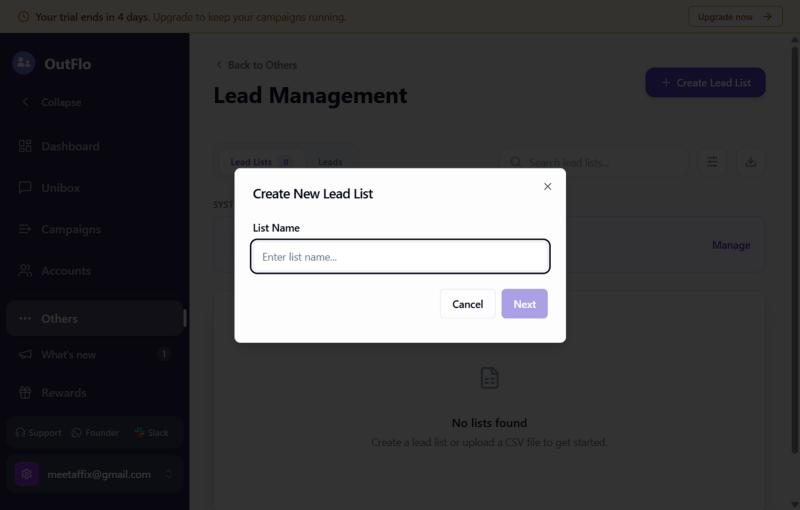 Your trial ends in 4 days. Upgrade to keep your campaigns running.
Upgrade now
OutFlo
Collapse
Dashboard
Unibox
Campaigns
Accounts
Others
What's new
1
Rewards
Support
Founder
Slack
meetaffix@gmail.com
Back to Others
Lead Management
Create Lead List
Lead Lists 0
Leads
Search lead lists...
SYST
Manage
Create New Lead List
List Name
Enter list name...
Cancel
Next
No lists found
Create a lead list or upload a CSV file to get started.